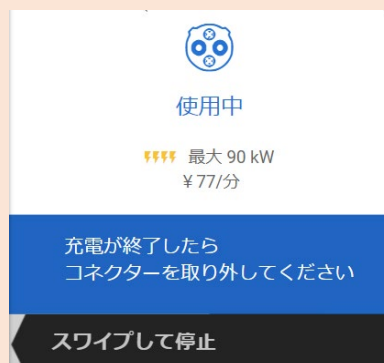 使用中
最大 90 kW
¥77/分
充電が終了したら
コネクターを取り外してください
スワイプして停止